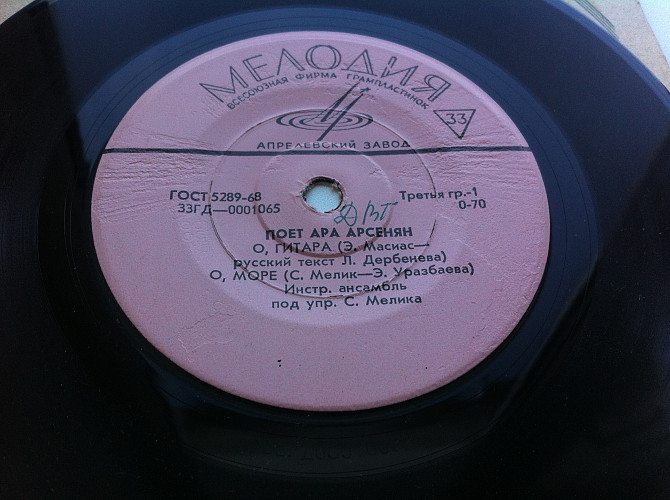 МЕЛОДИЯ
ВСЕСОЮЗНАЯ ФИРМА ГРАМПЛАСТИНОК
33
АПРЕЛЕВСКИЙ ЗАВОД
ГОСТ 5289-68
Третья гр.-1
33ГД—0001065
0-70
ПОЕТ АРА АРСЕНЯН
О, ГИТАРА (Э. Масиас—
русский текст Л. Дербенева)
О, МОРЕ (С. Мелик—Э. Уразбаева)
Инстр. ансамбль
под упр. С. Мелика